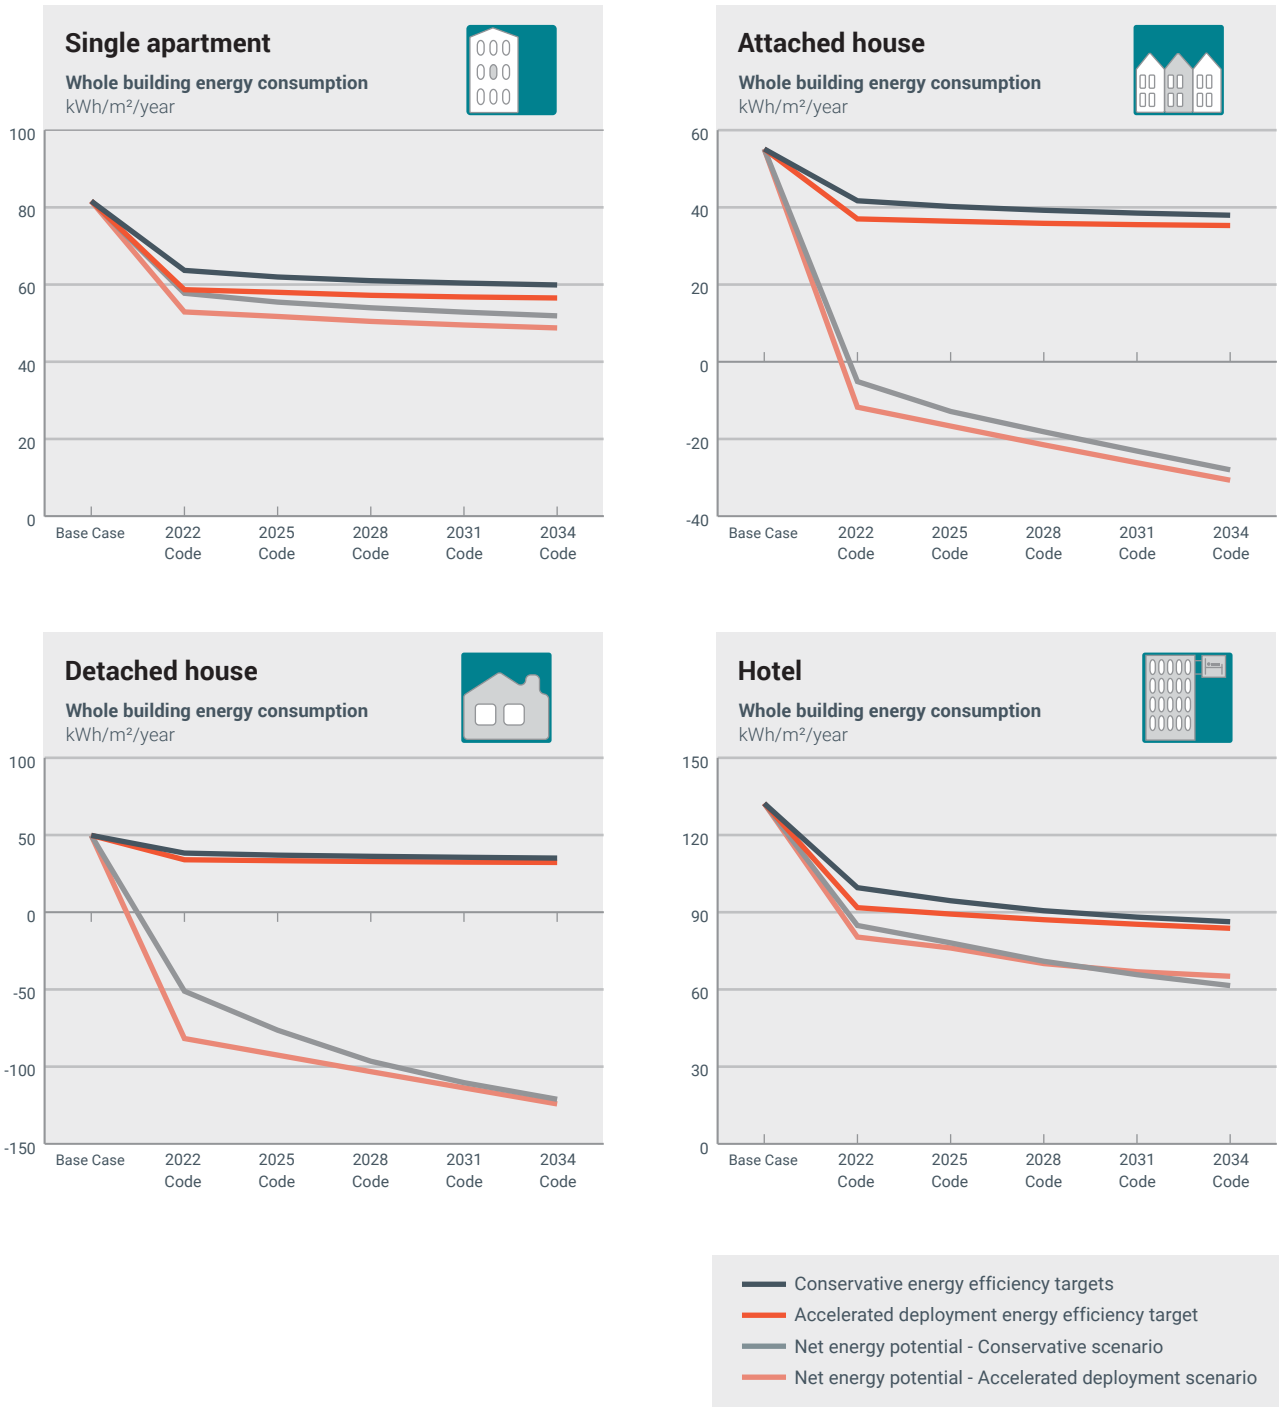 Single apartment
Whole building energy consumption
kWh/m²/year
100
80
60
40
20
0
Base Case
2022
Code
2025
Code
2028
Code
2031
Code
2034
Code
Attached house
Whole building energy consumption
kWh/m²/year
60
40
20
0
-20
-40
Base Case
2022
Code
2025
Code
2028
Code
2031
Code
2034
Code
Detached house
Whole building energy consumption
kWh/m²/year
100
50
0
-50
-100
-150
Base Case
2022
Code
2025
Code
2028
Code
2031
Code
2034
Code
Hotel
Whole building energy consumption
kWh/m²/year
150
120
90
60
30
0
Base Case
2022
Code
2025
Code
2028
Code
2031
Code
2034
Code
Conservative energy efficiency targets
Accelerated deployment energy efficiency target
Net energy potential - Conservative scenario
Net energy potential - Accelerated deployment scenario